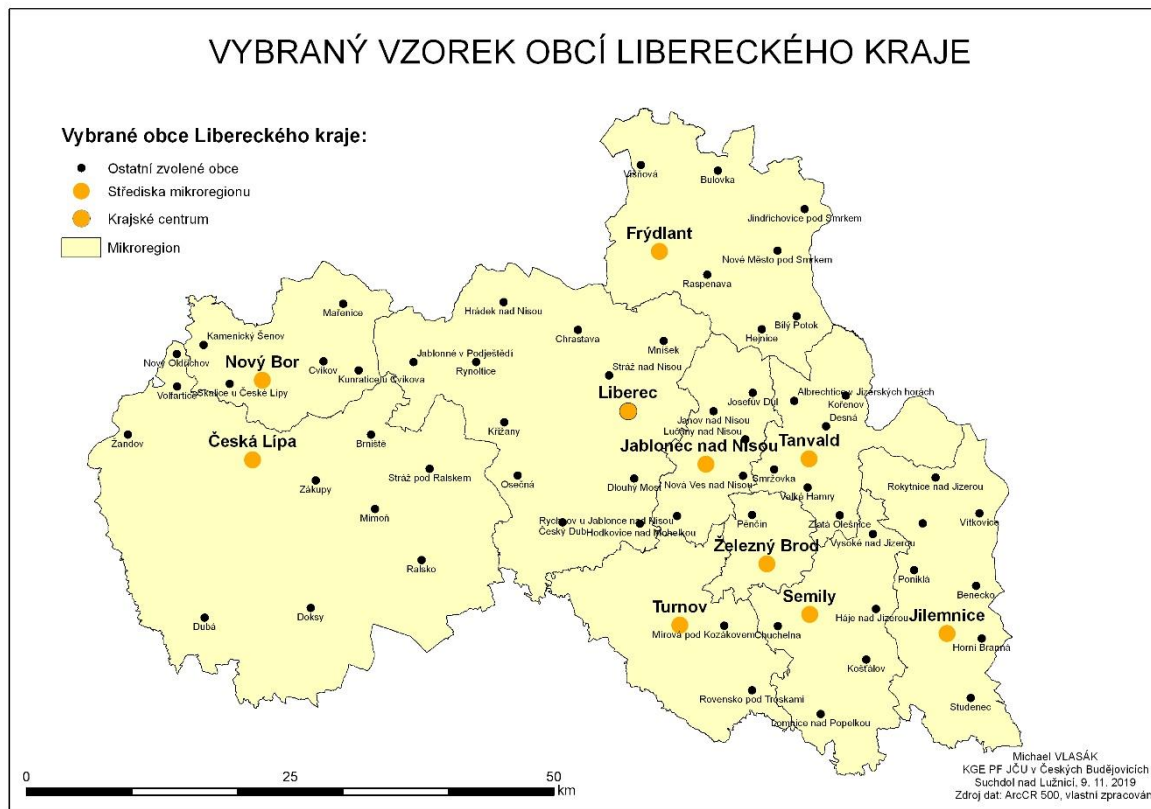 VYBRANÝ VZOREK OBCÍ LIBERECKÉHO KRAJE
Vybrané obce Libereckého kraje:
Ostatní zvolené obce
Střediska mikroregionu
Krajské centrum
Mikroregion
Višňová
Bulovka
Jindřichovice pod Smrkem
Frýdlant
Nové Město pod Smrkem
Raspenava
Bílý Potok
Hejnice
Mařenice
Hrádek nad Nisou
Chrastava
Mníšek
Kamenický Šenov
Nový Oldřichov
Nový Bor
Cvikov
Kunratice u Cvikova
Jablonné v Podještědí
Rynoltice
Stráž nad Nisou
Volfartice
Skalice u České Lípy
Liberec
Josefův Důl
Albrechtice v Jizerských horách
Kořenov
Desná
Janov nad Nisou
Lučany nad Nisou
Žandov
Česká Lípa
Brniště
Křižany
Jablonec nad Nisou
Tanvald
Zákupy
Stráž pod Ralskem
Osečná
Dlouhý Most
Nová Ves nad Nisou
Smržovka
Velké Hamry
Rokytnice nad Jizerou
Mimoň
Rychnov u Jablonce nad Nisou
Český Dub
Hodkovice nad Mohelkou
Pěnčín
Zlatá Olešnice
Vysoké nad Jizerou
Vítkovice
Železný Brod
Ralsko
Poniklá
Benecko
Dubá
Doksy
Turnov
Mírová pod Kozákovem
Semily
Chuchelna
Háje nad Jizerou
Jilemnice
Horní Branná
Košťálov
Rovensko pod Troskami
Lomnice nad Popelkou
Studenec
0
25
50
km
Michael VLASÁK
KGE PF JČU v Českých Budějovicích
Suchdol nad Lužnicí, 9. 11. 2019
Zdroj dat: ArcCR 500, vlastní zpracován